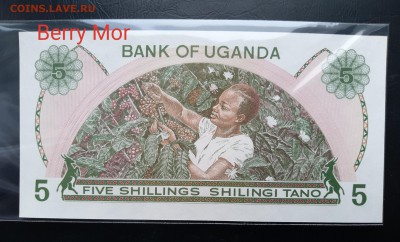 COINS.LAVE.RU
Berry Mor
BANK OF UGANDA
5 5
5 5
FIVE SHILLINGS SHILINGI TANO